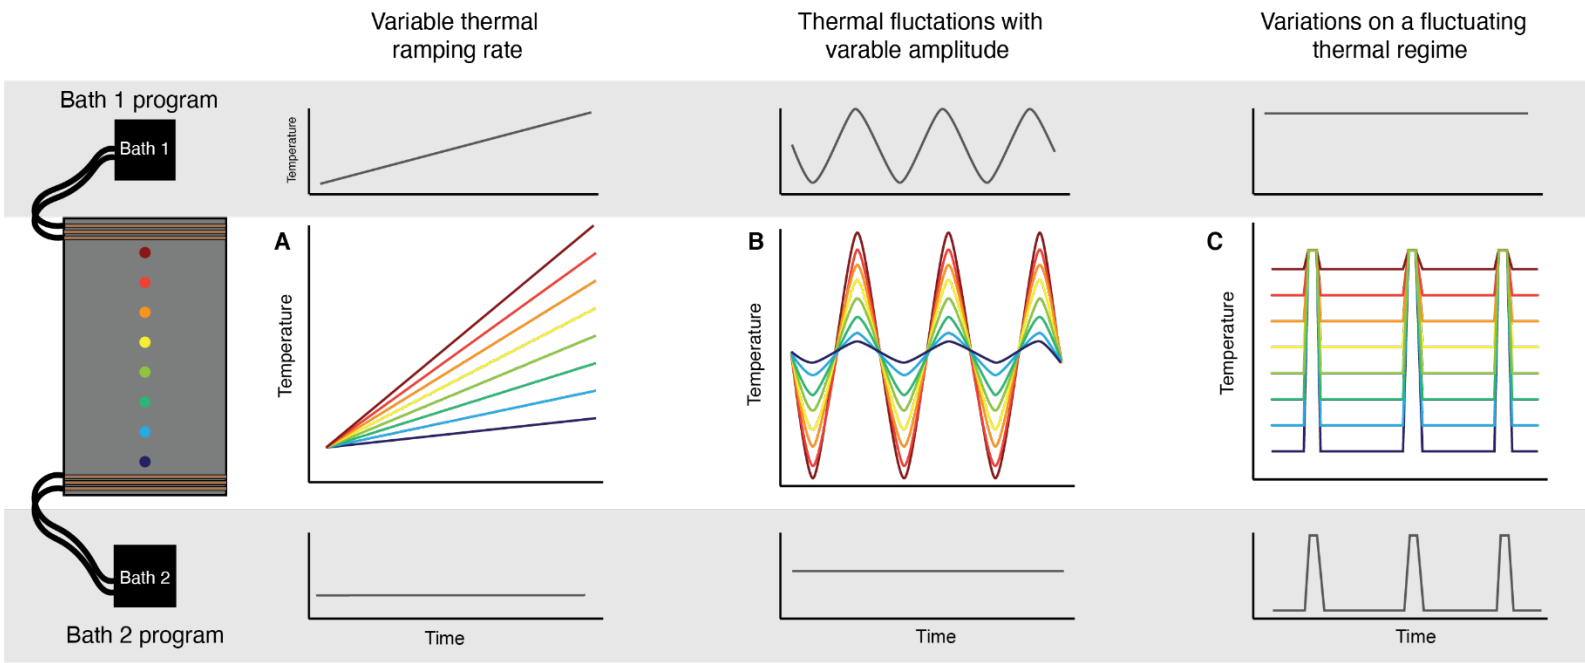 Variable thermal
ramping rate
Thermal fluctations with
varable amplitude
Variations on a fluctuating
thermal regime
Bath 1 program
Bath 1
Temperature
A
Temperature
B
Temperature
C
Temperature
Bath 2
Bath 2 program
Time
Time
Time